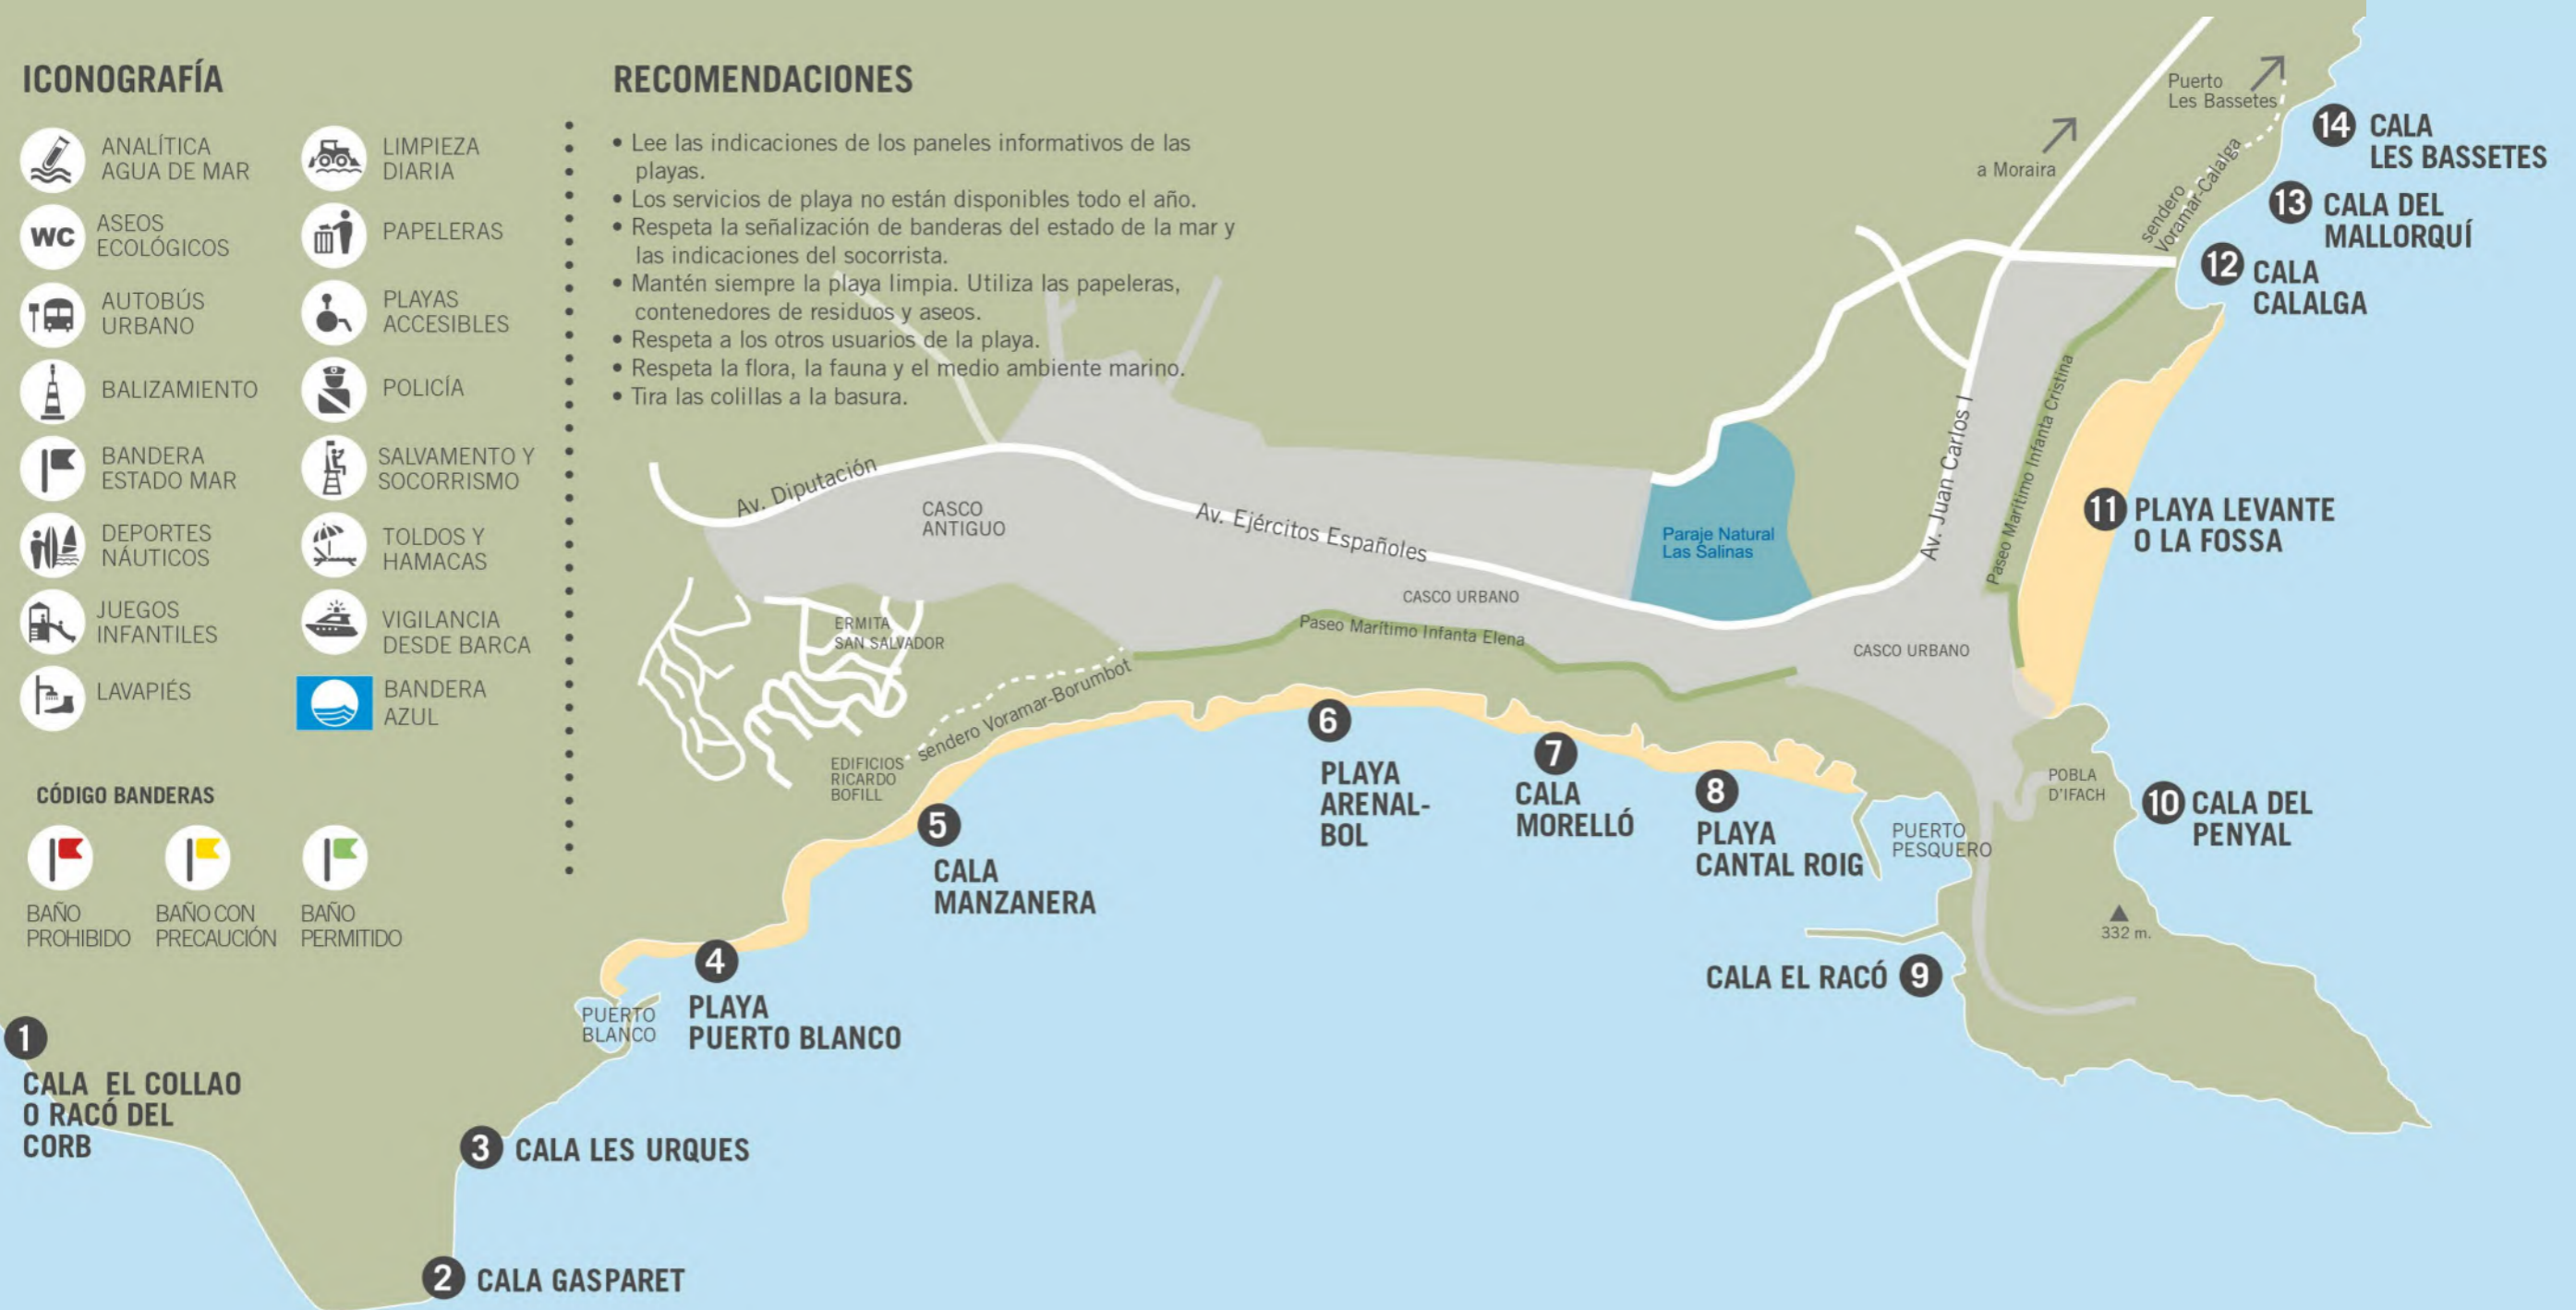 ICONOGRAFÍA
ANALÍTICA
AGUA DE MAR
WC
ASEOS
ECOLÓGICOS
AUTOBÚS
URBANO
BALIZAMIENTO
BANDERA
ESTADO MAR
DEPORTES
NÁUTICOS
JUEGOS
INFANTILES
LAVAPIÉS
LIMPIEZA
DIARIA
PAPELERAS
PLAYAS
ACCESIBLES
POLICÍA
SALVAMENTO Y
SOCORRISMO
TOLDOS Y
HAMACAS
VIGILANCIA
DESDE BARCA
BANDERA
AZUL
CÓDIGO BANDERAS
BAÑO
PROHIBIDO
BAÑO CON
PRECAUCIÓN
BAÑO
PERMITIDO
RECOMENDACIONES
• Lee las indicaciones de los paneles informativos de las
playas.
• Los servicios de playa no están disponibles todo el año.
• Respeta la señalización de banderas del estado de la mar y
las indicaciones del socorrista.
• Mantén siempre la playa limpia. Utiliza las papeleras,
contenedores de residuos y aseos.
• Respeta a los otros usuarios de la playa.
• Respeta la flora, la fauna y el medio ambiente marino.
• Tira las colillas a la basura.
Av. Diputación
CASCO
ANTIGUO
Av. Ejércitos Españoles
CASCO URBANO
Paraje Natural
Las Salinas
Av. Juan Carlos I
Paseo Marítimo Infanta Cristina
Paseo Marítimo Infanta Elena
CASCO URBANO
ERMITA
SAN SALVADOR
sendero Voramar-Borumbot
EDIFICIOS
RICARDO
BOFILL
a Moraira
Puerto
Les Bassetes
sendero
Voramar-Calalga
POBLA
D'IFACH
PUERTO
PESQUERO
332 m.
PUERTO
BLANCO
1
CALA EL COLLAO
O RACÓ DEL
CORB
2 CALA GASPARET
3 CALA LES URQUES
4
PLAYA
PUERTO BLANCO
5
CALA
MANZANERA
6
PLAYA
ARENAL-
BOL
7
CALA
MORELLÓ
8
PLAYA
CANTAL ROIG
CALA EL RACÓ 9
10 CALA DEL
PENYAL
11 PLAYA LEVANTE
O LA FOSSA
12 CALA
CALALGA
13 CALA DEL
MALLORQUÍ
14 CALA
LES BASSETES